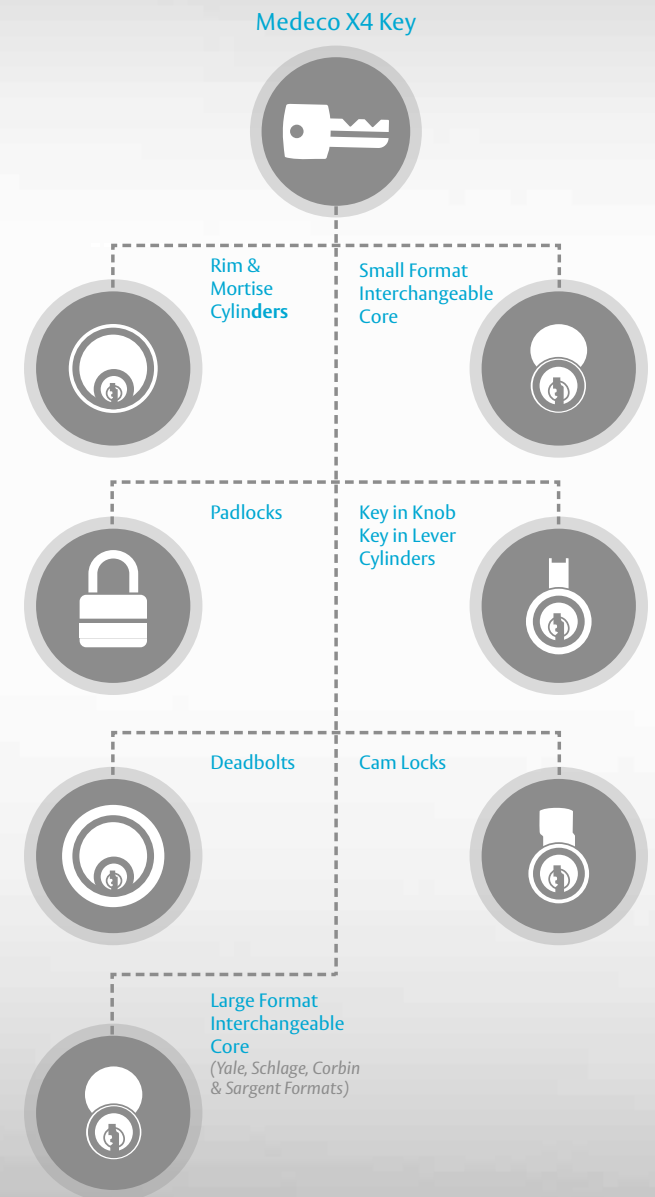 Medeco X4 Key
Rim &
Mortise
Cylinders
Small Format
Interchangeable
Core
Padlocks
Key in Knob
Key in Lever
Cylinders
Deadbolts
Cam Locks
Large Format
Interchangeable
Core
(Yale, Schlage, Corbin
& Sargent Formats)